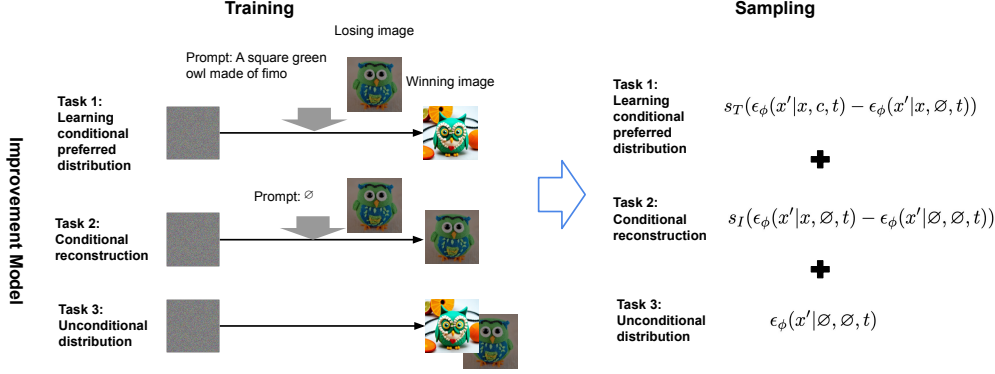 Training
Sampling
Losing image
Prompt: A square green
owl made of fimo
Winning image
Task 1:
Learning
conditional
preferred
distribution
Prompt: ∅
Task 2:
Conditional
reconstruction
Task 3:
Unconditional
distribution
Improvement Model
Task 1:
Learning
conditional
preferred
distribution
s_T(ϵ_ϕ(x′|x, c, t) − ϵ_ϕ(x′|x, ∅, t))
+
Task 2:
Conditional
reconstruction
s_I(ϵ_ϕ(x′|x, ∅, t) − ϵ_ϕ(x′|∅, ∅, t))
+
Task 3:
Unconditional
distribution
ϵ_ϕ(x′|∅, ∅, t)